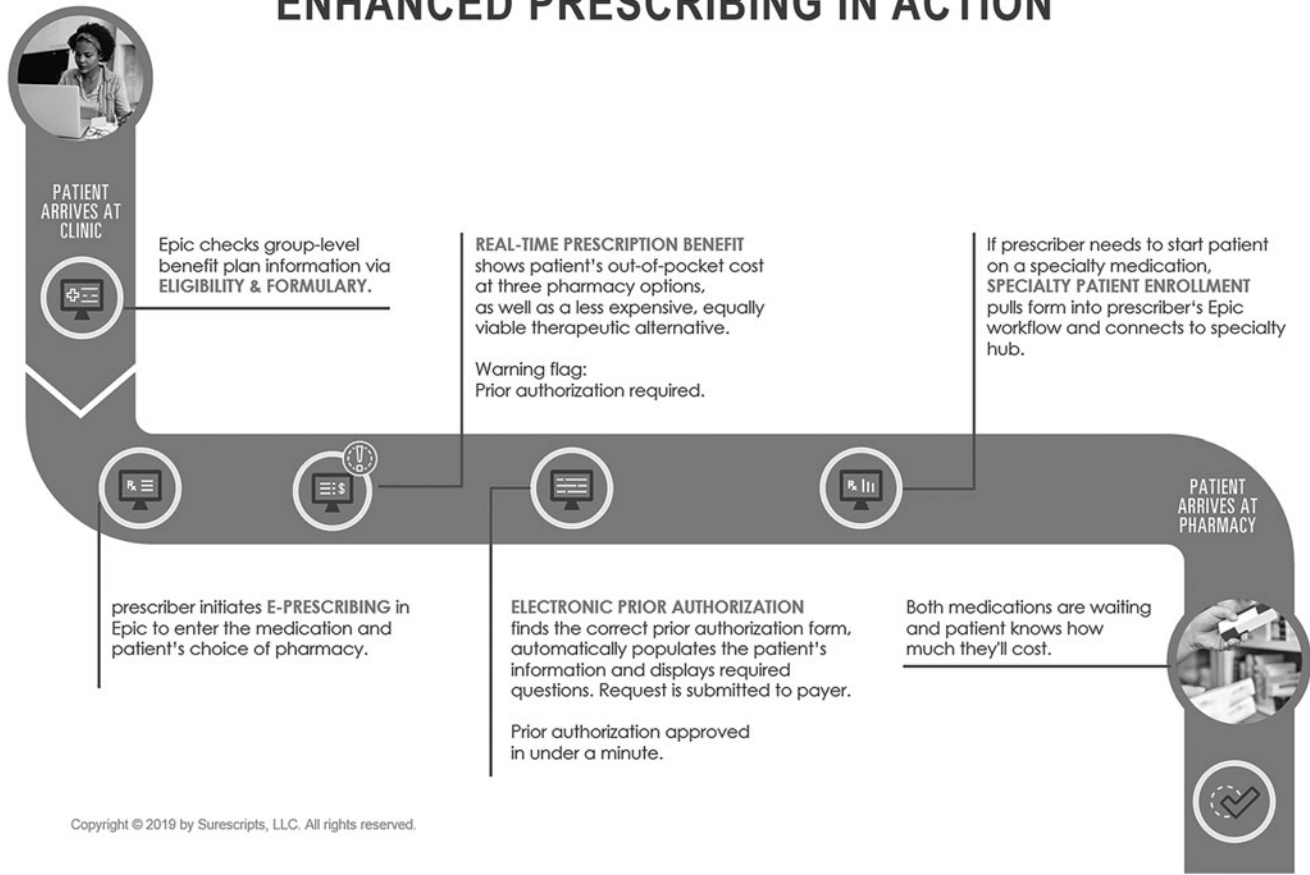 ENHANCED PRESCRIBING IN ACTION
PATIENT
ARRIVES AT
CLINIC
Epic checks group-level
benefit plan information via
ELIGIBILITY & FORMULARY.
prescriber initiates E-PRESCRIBING in
Epic to enter the medication and
patient's choice of pharmacy.
REAL-TIME PRESCRIPTION BENEFIT
shows patient's out-of-pocket cost
at three pharmacy options,
as well as a less expensive, equally
viable therapeutic alternative.
Warning flag:
Prior authorization required.
ELECTRONIC PRIOR AUTHORIZATION
finds the correct prior authorization form,
automatically populates the patient's
information and displays required
questions. Request is submitted to payer.
Prior authorization approved
in under a minute.
If prescriber needs to start patient
on a specialty medication,
SPECIALTY PATIENT ENROLLMENT
pulls form into prescriber‘s Epic
workflow and connects to specialty
hub.
PATIENT
ARRIVES AT
PHARMACY
Both medications are waiting
and patient knows how
much they'll cost.
Rx
$
!
Rx
Copyright © 2019 by Surescripts, LLC. All rights reserved.